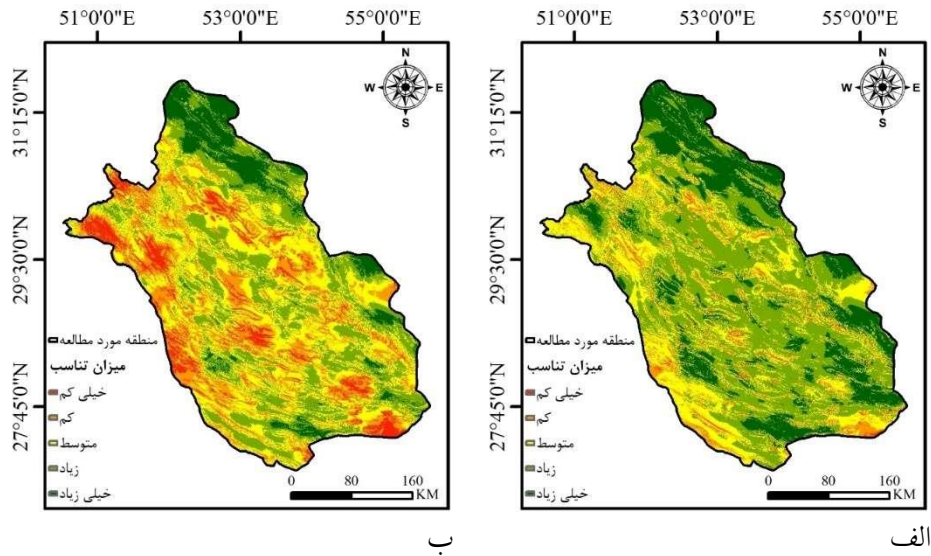 51°0'0"E 53°0'0"E 55°0'0"E
31°15'0"N
29°30'0"N
27°45'0"N
N
W E
S
منطقه مورد مطالعه
میزان تناسب
خیلی کم
کم
متوسط
زیاد
خیلی زیاد
0 80 160
KM
الف
51°0'0"E 53°0'0"E 55°0'0"E
31°15'0"N
29°30'0"N
27°45'0"N
N
W E
S
منطقه مورد مطالعه
میزان تناسب
خیلی کم
کم
متوسط
زیاد
خیلی زیاد
0 80 160
KM
ب